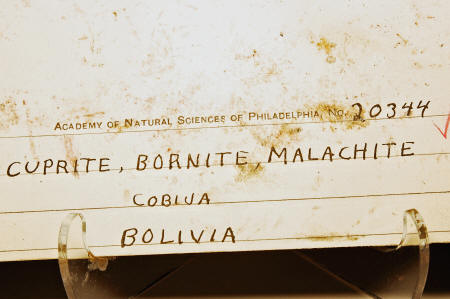 ACADEMY OF NATURAL SCIENCES OF PHILADELPHIA, NO. 20344
CUPRITE, BORNITE, MALACHITE
COBIJA
BOLIVIA